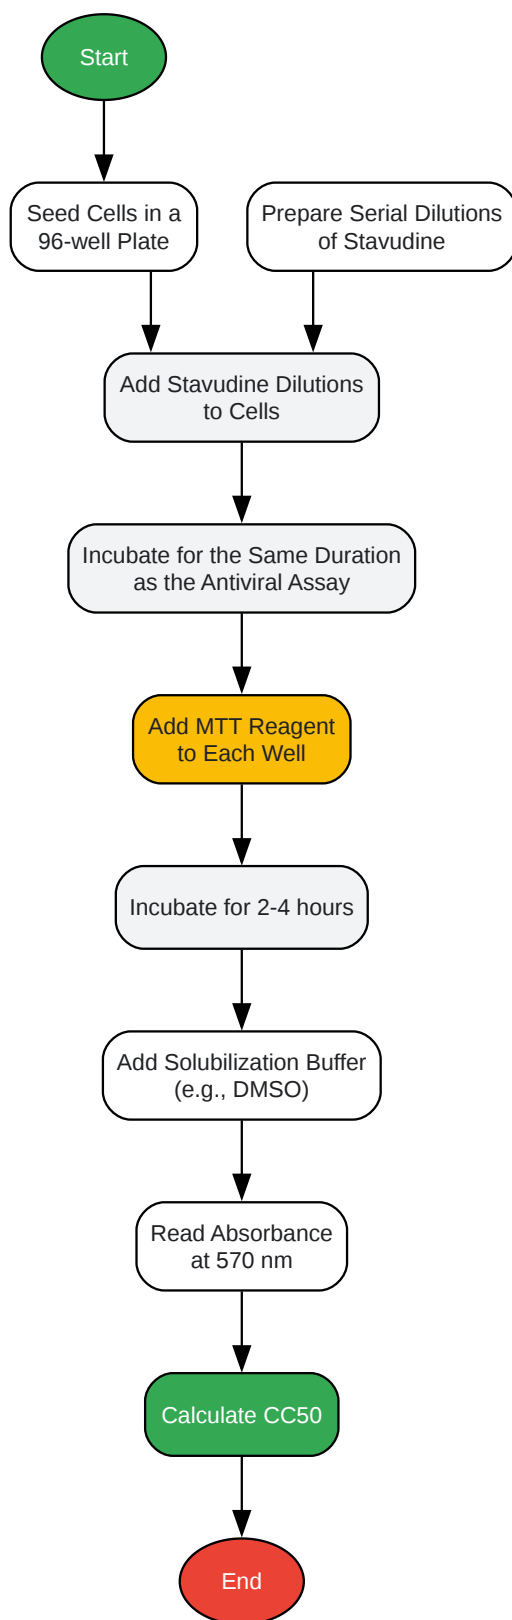 Start
Seed Cells in a
96-well Plate
Prepare Serial Dilutions
of Stavudine
Add Stavudine Dilutions
to Cells
Incubate for the Same Duration
as the Antiviral Assay
Add MTT Reagent
to Each Well
Incubate for 2-4 hours
Add Solubilization Buffer
(e.g., DMSO)
Read Absorbance
at 570 nm
Calculate CC50
End